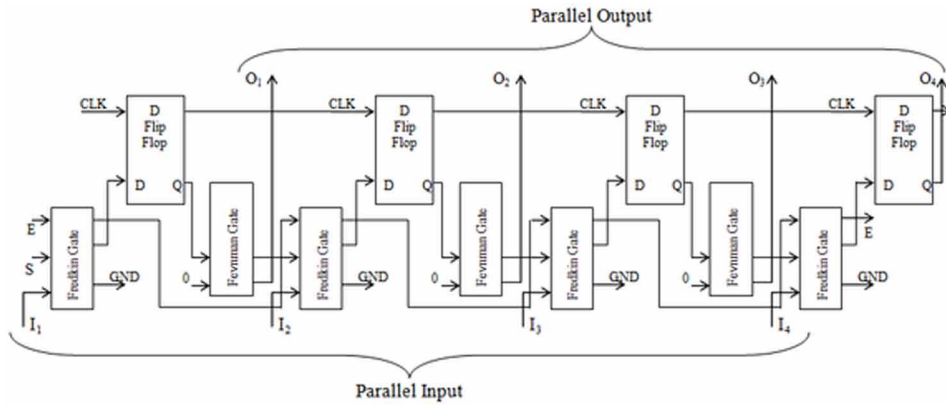 Parallel Output
O1 O2 O3 O4
CLK CLK CLK CLK
D D D D
Flip Flip Flip Flip
Flop Flop Flop Flop
D Q D Q D Q D Q
E
S
Fredkin Gate
GND
0
Feynman Gate
Fredkin Gate
GND
0
Feynman Gate
Fredkin Gate
GND
0
Feynman Gate
Fredkin Gate
E
GND
I1 I2 I3 I4
Parallel Input